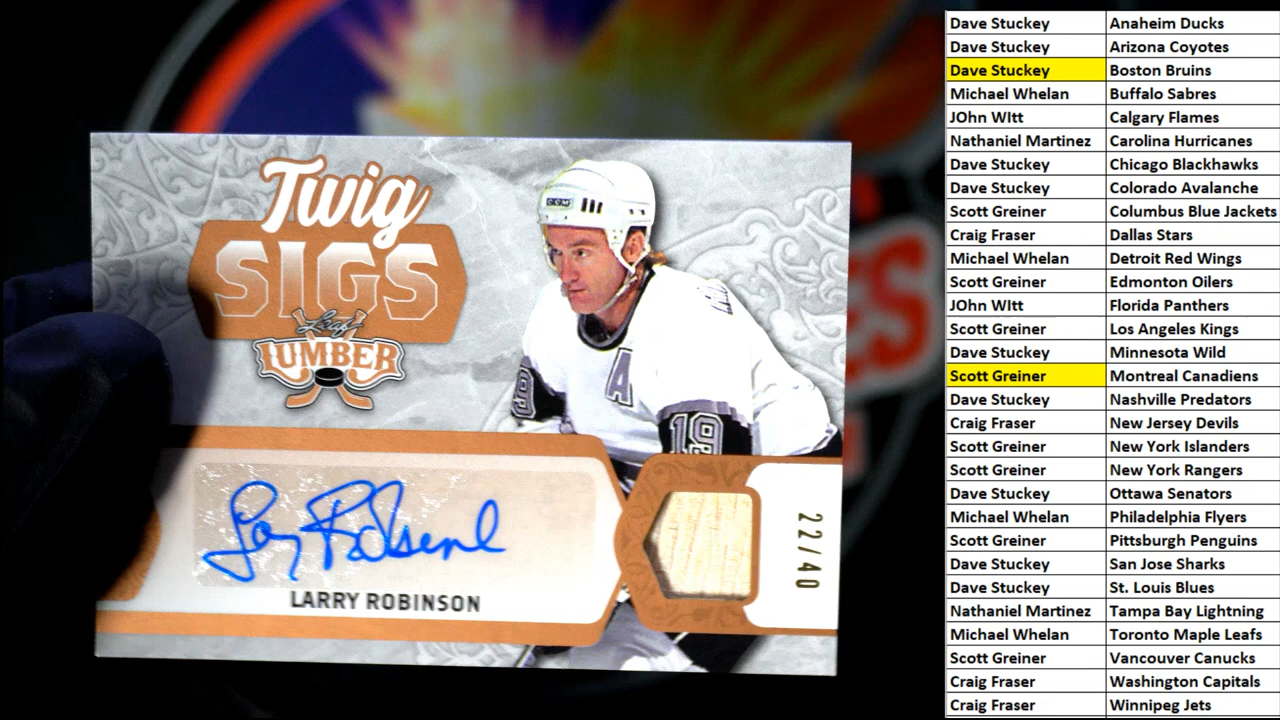 Twig
SIGS
Leaf
LUMBER
CCM
A
19
LARRY ROBINSON
22/40
Dave Stuckey Anaheim Ducks
Dave Stuckey Arizona Coyotes
Dave Stuckey Boston Bruins
Michael Whelan Buffalo Sabres
JOhn WItt Calgary Flames
Nathaniel Martinez Carolina Hurricanes
Dave Stuckey Chicago Blackhawks
Dave Stuckey Colorado Avalanche
Scott Greiner Columbus Blue Jackets
Craig Fraser Dallas Stars
Michael Whelan Detroit Red Wings
Scott Greiner Edmonton Oilers
JOhn WItt Florida Panthers
Scott Greiner Los Angeles Kings
Dave Stuckey Minnesota Wild
Scott Greiner Montreal Canadiens
Dave Stuckey Nashville Predators
Craig Fraser New Jersey Devils
Scott Greiner New York Islanders
Scott Greiner New York Rangers
Dave Stuckey Ottawa Senators
Michael Whelan Philadelphia Flyers
Scott Greiner Pittsburgh Penguins
Dave Stuckey San Jose Sharks
Dave Stuckey St. Louis Blues
Nathaniel Martinez Tampa Bay Lightning
Michael Whelan Toronto Maple Leafs
Scott Greiner Vancouver Canucks
Craig Fraser Washington Capitals
Craig Fraser Winnipeg Jets